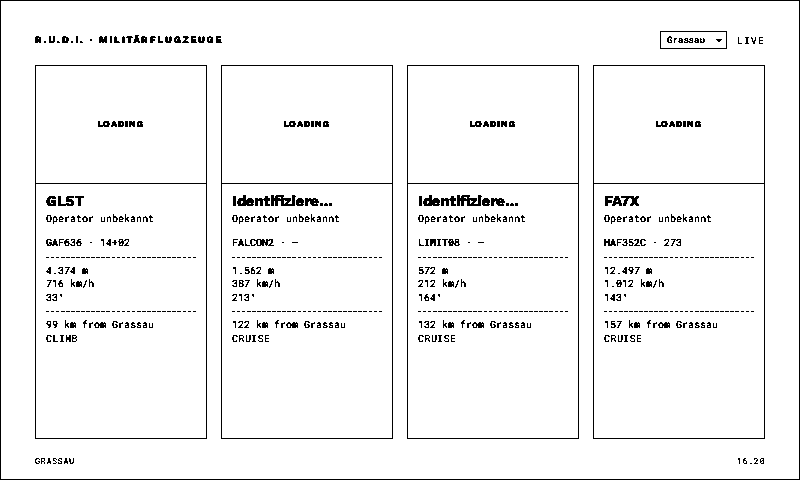 R.U.D.I. · MILITÄRFLUGZEUGE
Grassau
LIVE
LOADING
GL5T
Operator unbekannt
GAF636 · 14+02
4.374 m
716 km/h
33°
99 km from Grassau
CLIMB
LOADING
Identifiziere...
Operator unbekannt
FALCON2 · —
1.562 m
387 km/h
213°
122 km from Grassau
CRUISE
LOADING
Identifiziere...
Operator unbekannt
LIMIT08 · —
572 m
212 km/h
164°
132 km from Grassau
CRUISE
LOADING
FA7X
Operator unbekannt
HAF352C · 273
12.497 m
1.012 km/h
143°
157 km from Grassau
CRUISE
GRASSAU
16.20